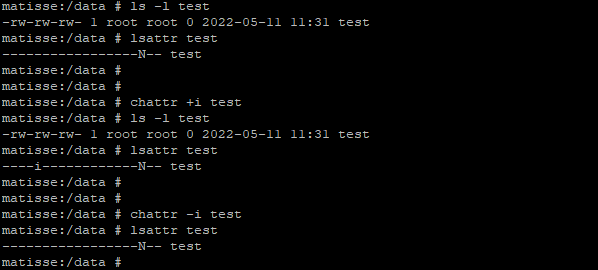 matisse:/data # ls -l test
-rw-rw-rw- 1 root root 0 2022-05-11 11:31 test
matisse:/data # lsattr test
-----------------N-- test
matisse:/data #
matisse:/data #
matisse:/data # chattr +i test
matisse:/data # ls -l test
-rw-rw-rw- 1 root root 0 2022-05-11 11:31 test
matisse:/data # lsattr test
----i------------N-- test
matisse:/data #
matisse:/data #
matisse:/data # chattr -i test
matisse:/data # lsattr test
-----------------N-- test
matisse:/data #